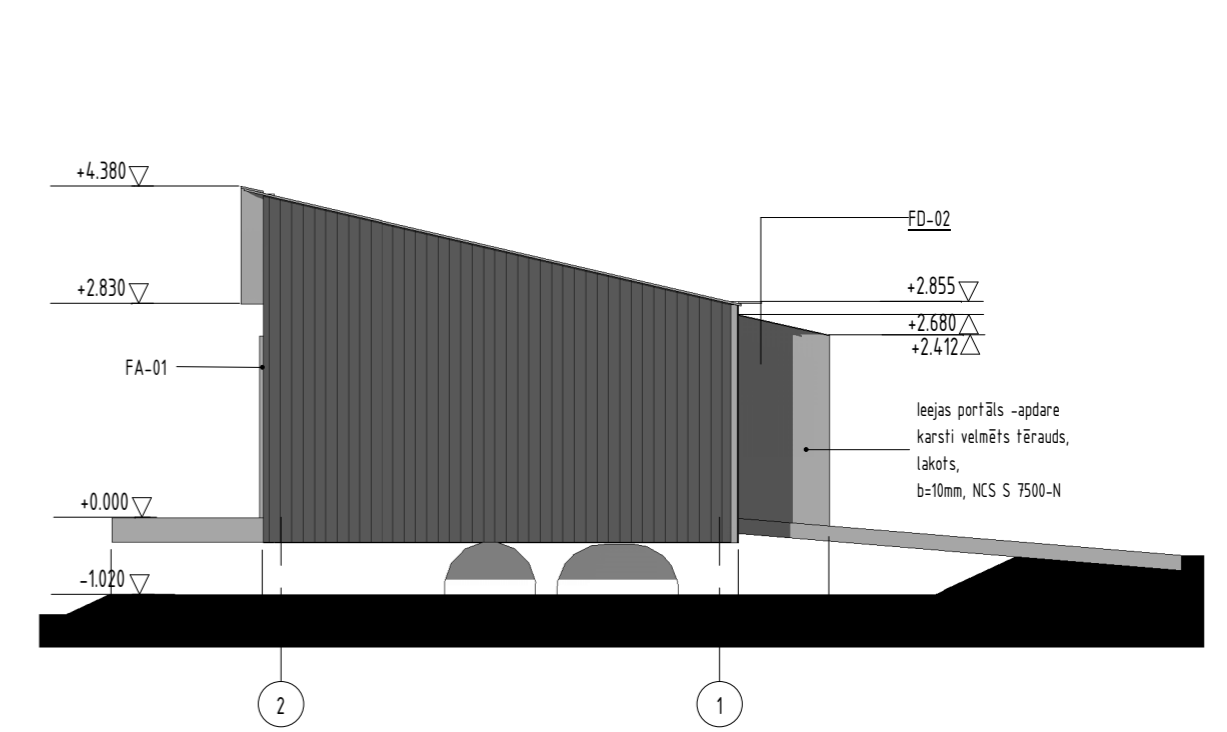 +4.380
FD-02
+2.830
+2.855
+2.680
+2.412
FA-01
Ieejas portāls -apdare
karsti velmēts tērauds,
lakots,
b=10mm, NCS S 7500-N
+0.000
-1.020
2
1